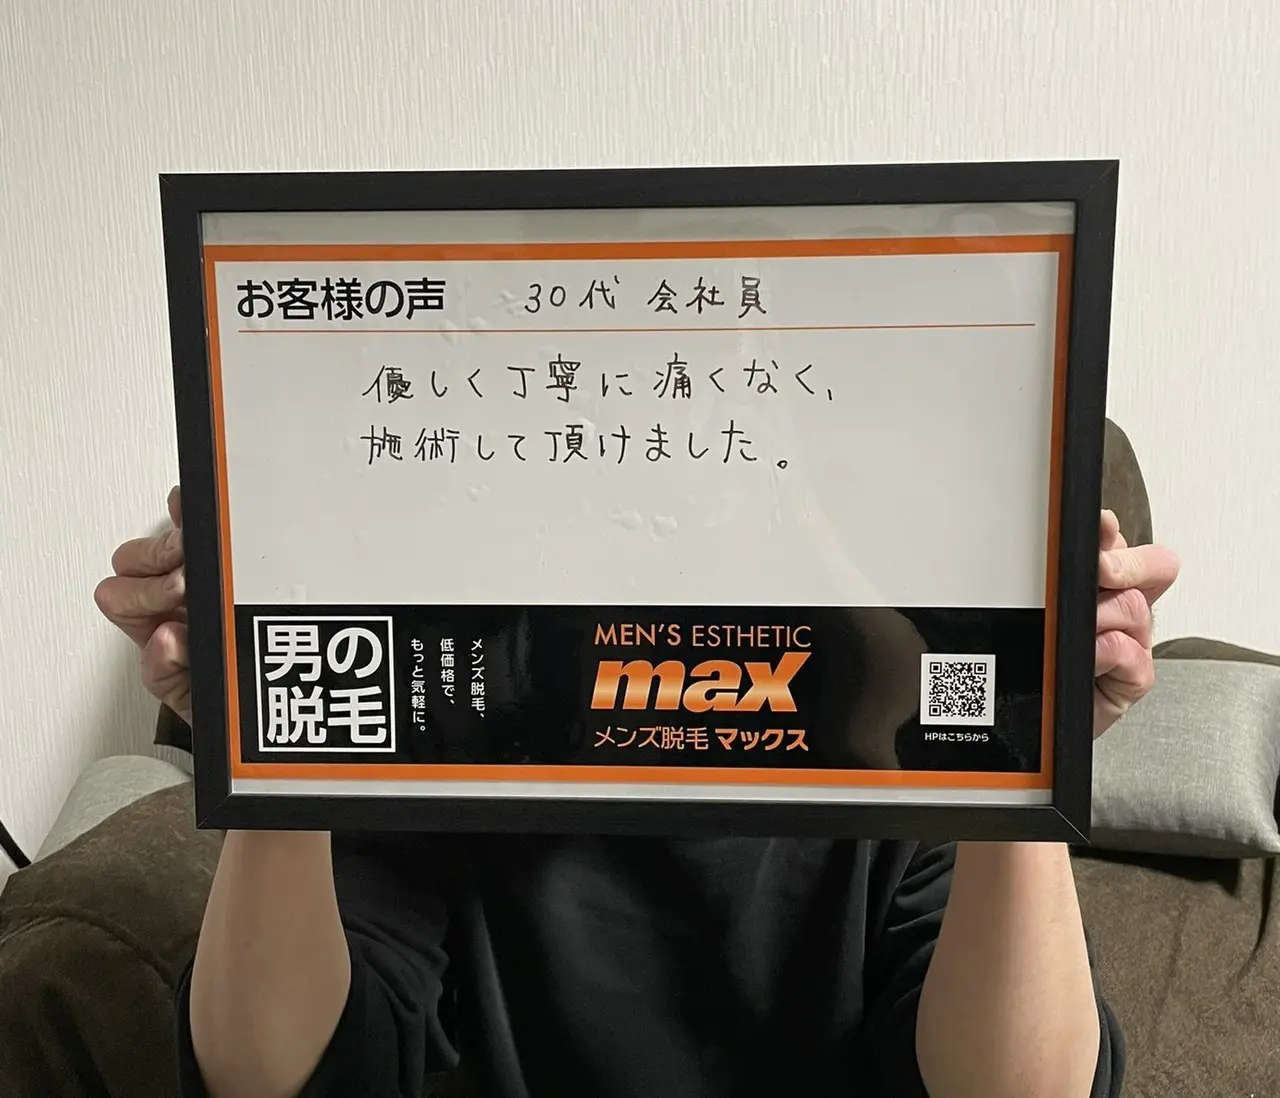 お客様の声 30代 会社員
優しく丁寧に痛くなく、
施術して頂けました。
男の
脱毛
メンズ脱毛、
低価格で、
もっと気軽に。
MEN'S ESTHETIC
max
メンズ脱毛 マックス
HPはこちらから